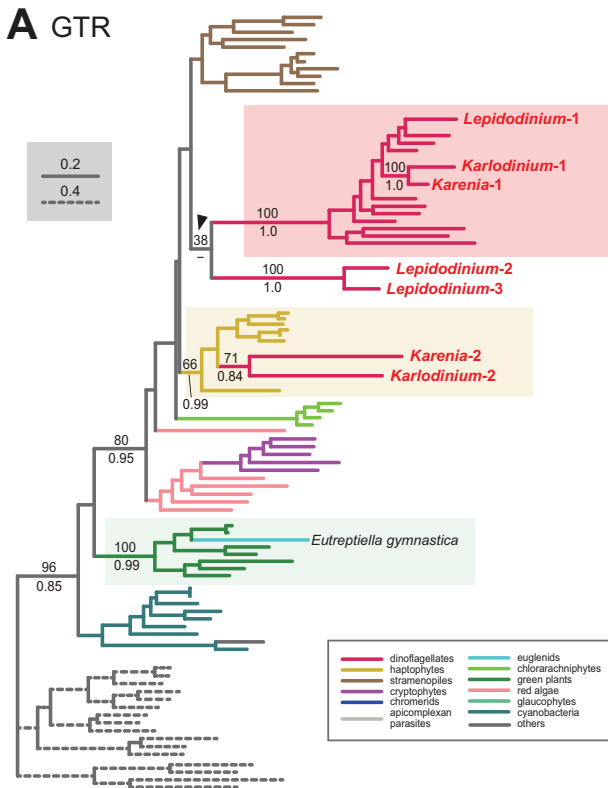 A GTR
0.2
0.4
Lepidodinium-1
100
1.0
Karlodinium-1
Karenia-1
100
1.0
38
–
100
1.0
Lepidodinium-2
Lepidodinium-3
66
0.99
71
0.84
Karenia-2
Karlodinium-2
80
0.95
100
0.99
Eutreptiella gymnastica
96
0.85
dinoflagellates
haptophytes
stramenopiles
cryptophytes
chromerids
apicomplexan
parasites
euglenids
chlorarachniphytes
green plants
red algae
glaucophytes
cyanobacteria
others